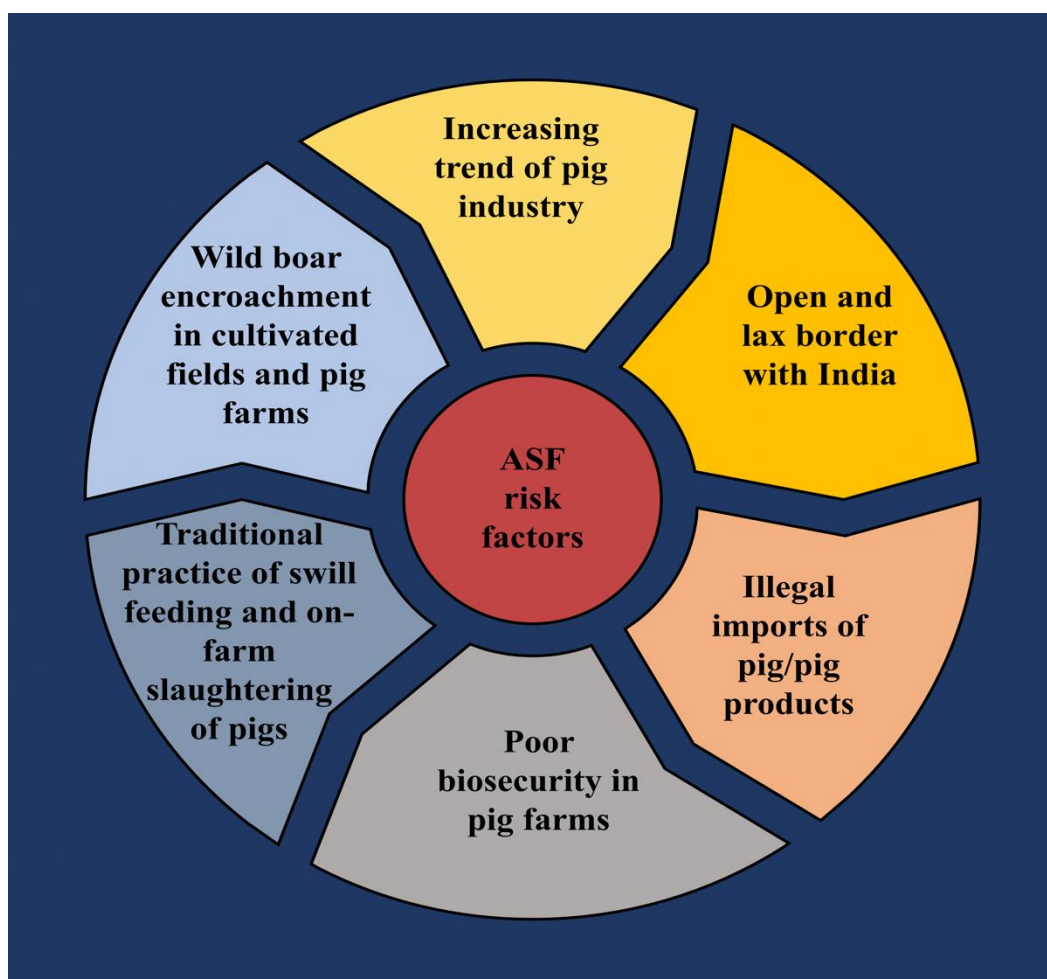 Increasing
trend of pig
industry
Open and
lax border
with India
Illegal
imports of
pig/pig
products
Poor
biosecurity in
pig farms
Traditional
practice of swill
feeding and on-
farm
slaughtering
of pigs
Wild boar
encroachment
in cultivated
fields and pig
farms
ASF
risk
factors